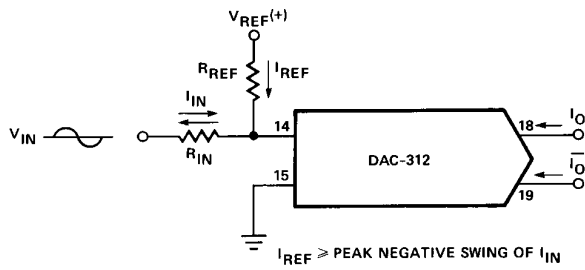 VREF(+)
RREF
IREF
IIN
VIN
RIN
14
15
DAC-312
18
IO
I̅O̅
19
IREF ≥ PEAK NEGATIVE SWING OF IIN